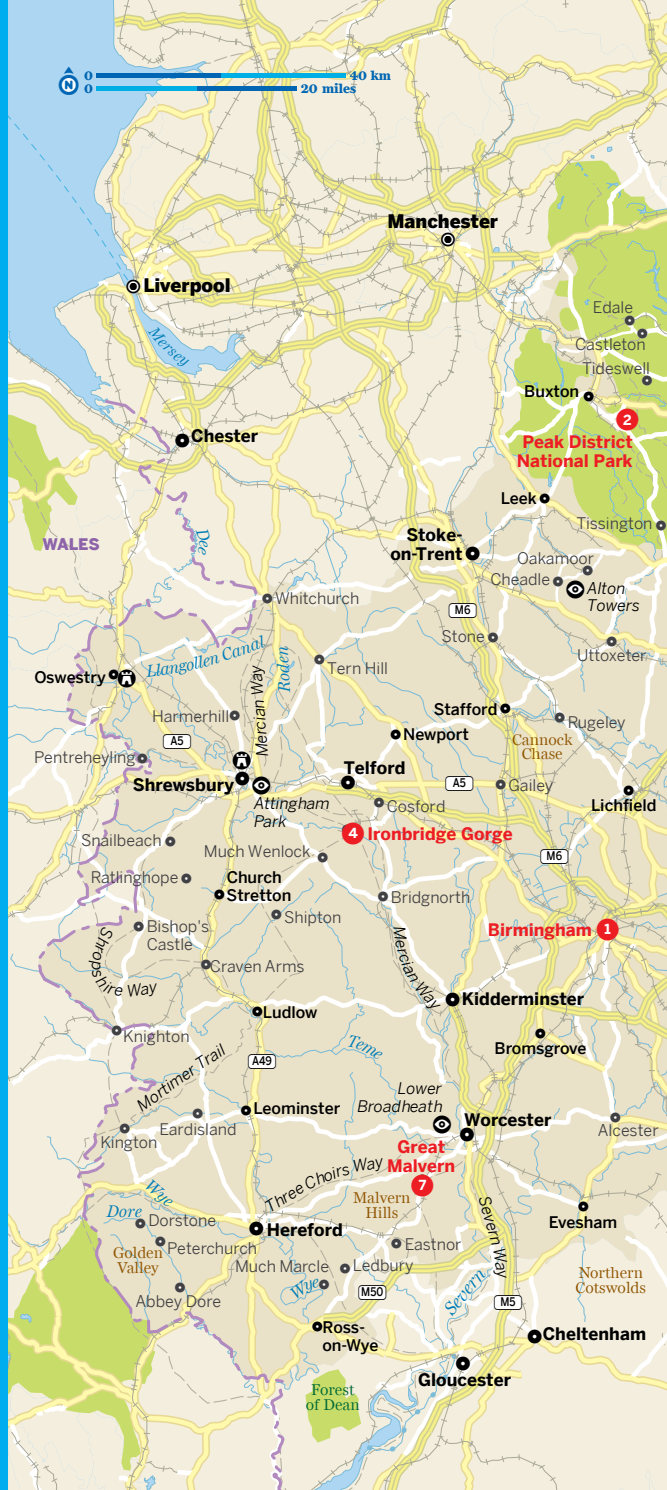 0 40 km
N 0 20 miles
Manchester
Liverpool
Mersey
Edale
Castleton
Tideswell
Buxton
2
Peak District
National Park
Chester
Leek
WALES
Dee
Stoke-
on-Trent
Tissington
Oakamoor
Cheadle
Alton
Towers
Whitchurch
M6
Stone
Uttoxeter
Llangollen Canal
Roden
Mercian Way
Tern Hill
Oswestry
Harmerhill
Stafford
Rugeley
A5
Newport
Cannock
Chase
Pentreheyling
Shrewsbury
Telford
A5
Gailey
Lichfield
Attingham
Park
Cosford
4 Ironbridge Gorge
Snailbeach
Much Wenlock
M6
Ratlinghope
Church
Stretton
Bridgnorth
Shipton
Bishop's
Castle
Birmingham 1
Shropshire Way
Mercian Way
Craven Arms
Kidderminster
Ludlow
Knighton
Bromsgrove
Teme
Mortimer Trail
A49
Lower
Broadheath
Leominster
Eardisland
Kington
Worcester
Alcester
Great
Malvern
7
Three Choirs Way
Wye
Malvern
Hills
Severn Way
Dore
Dorstone
Hereford
Evesham
Golden
Valley
Peterchurch
Eastnor
Much Marcle
Ledbury
Northern
Cotswolds
Abbey Dore
Wye
M50
Severn
M5
Ross-
on-Wye
Cheltenham
Gloucester
Forest
of Dean